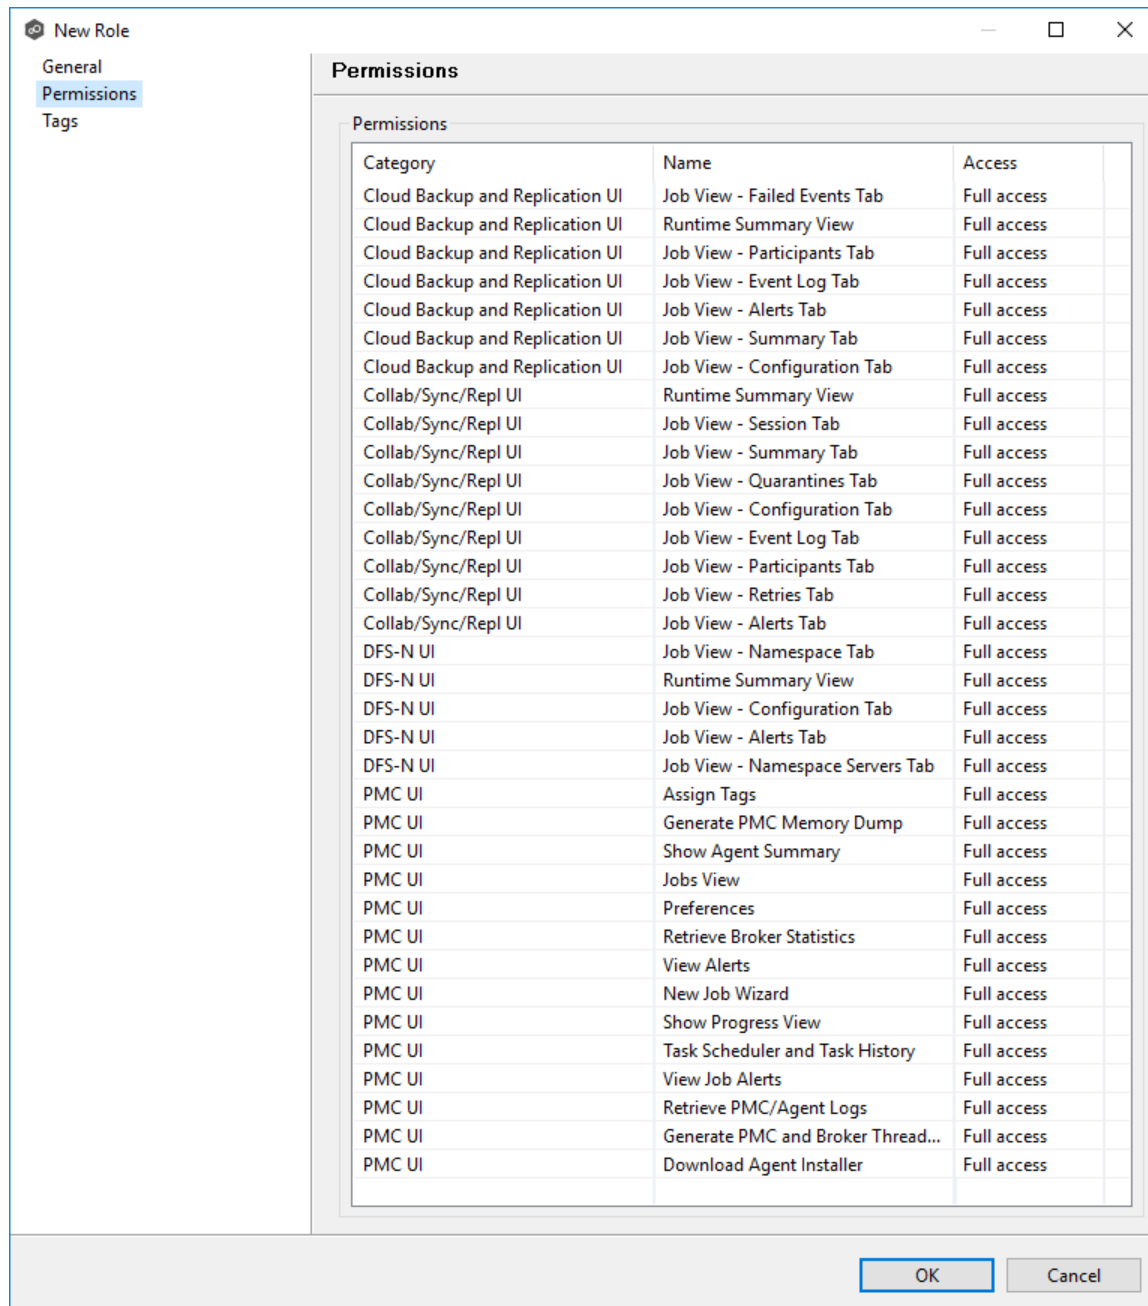 New Role
General
Permissions
Tags
Permissions
Permissions
Category Name Access
Cloud Backup and Replication UI Job View - Failed Events Tab Full access
Cloud Backup and Replication UI Runtime Summary View Full access
Cloud Backup and Replication UI Job View - Participants Tab Full access
Cloud Backup and Replication UI Job View - Event Log Tab Full access
Cloud Backup and Replication UI Job View - Alerts Tab Full access
Cloud Backup and Replication UI Job View - Summary Tab Full access
Cloud Backup and Replication UI Job View - Configuration Tab Full access
Collab/Sync/Repl UI Runtime Summary View Full access
Collab/Sync/Repl UI Job View - Session Tab Full access
Collab/Sync/Repl UI Job View - Summary Tab Full access
Collab/Sync/Repl UI Job View - Quarantines Tab Full access
Collab/Sync/Repl UI Job View - Configuration Tab Full access
Collab/Sync/Repl UI Job View - Event Log Tab Full access
Collab/Sync/Repl UI Job View - Participants Tab Full access
Collab/Sync/Repl UI Job View - Retries Tab Full access
Collab/Sync/Repl UI Job View - Alerts Tab Full access
DFS-N UI Job View - Namespace Tab Full access
DFS-N UI Runtime Summary View Full access
DFS-N UI Job View - Configuration Tab Full access
DFS-N UI Job View - Alerts Tab Full access
DFS-N UI Job View - Namespace Servers Tab Full access
PMC UI Assign Tags Full access
PMC UI Generate PMC Memory Dump Full access
PMC UI Show Agent Summary Full access
PMC UI Jobs View Full access
PMC UI Preferences Full access
PMC UI Retrieve Broker Statistics Full access
PMC UI View Alerts Full access
PMC UI New Job Wizard Full access
PMC UI Show Progress View Full access
PMC UI Task Scheduler and Task History Full access
PMC UI View Job Alerts Full access
PMC UI Retrieve PMC/Agent Logs Full access
PMC UI Generate PMC and Broker Thread... Full access
PMC UI Download Agent Installer Full access
OK Cancel